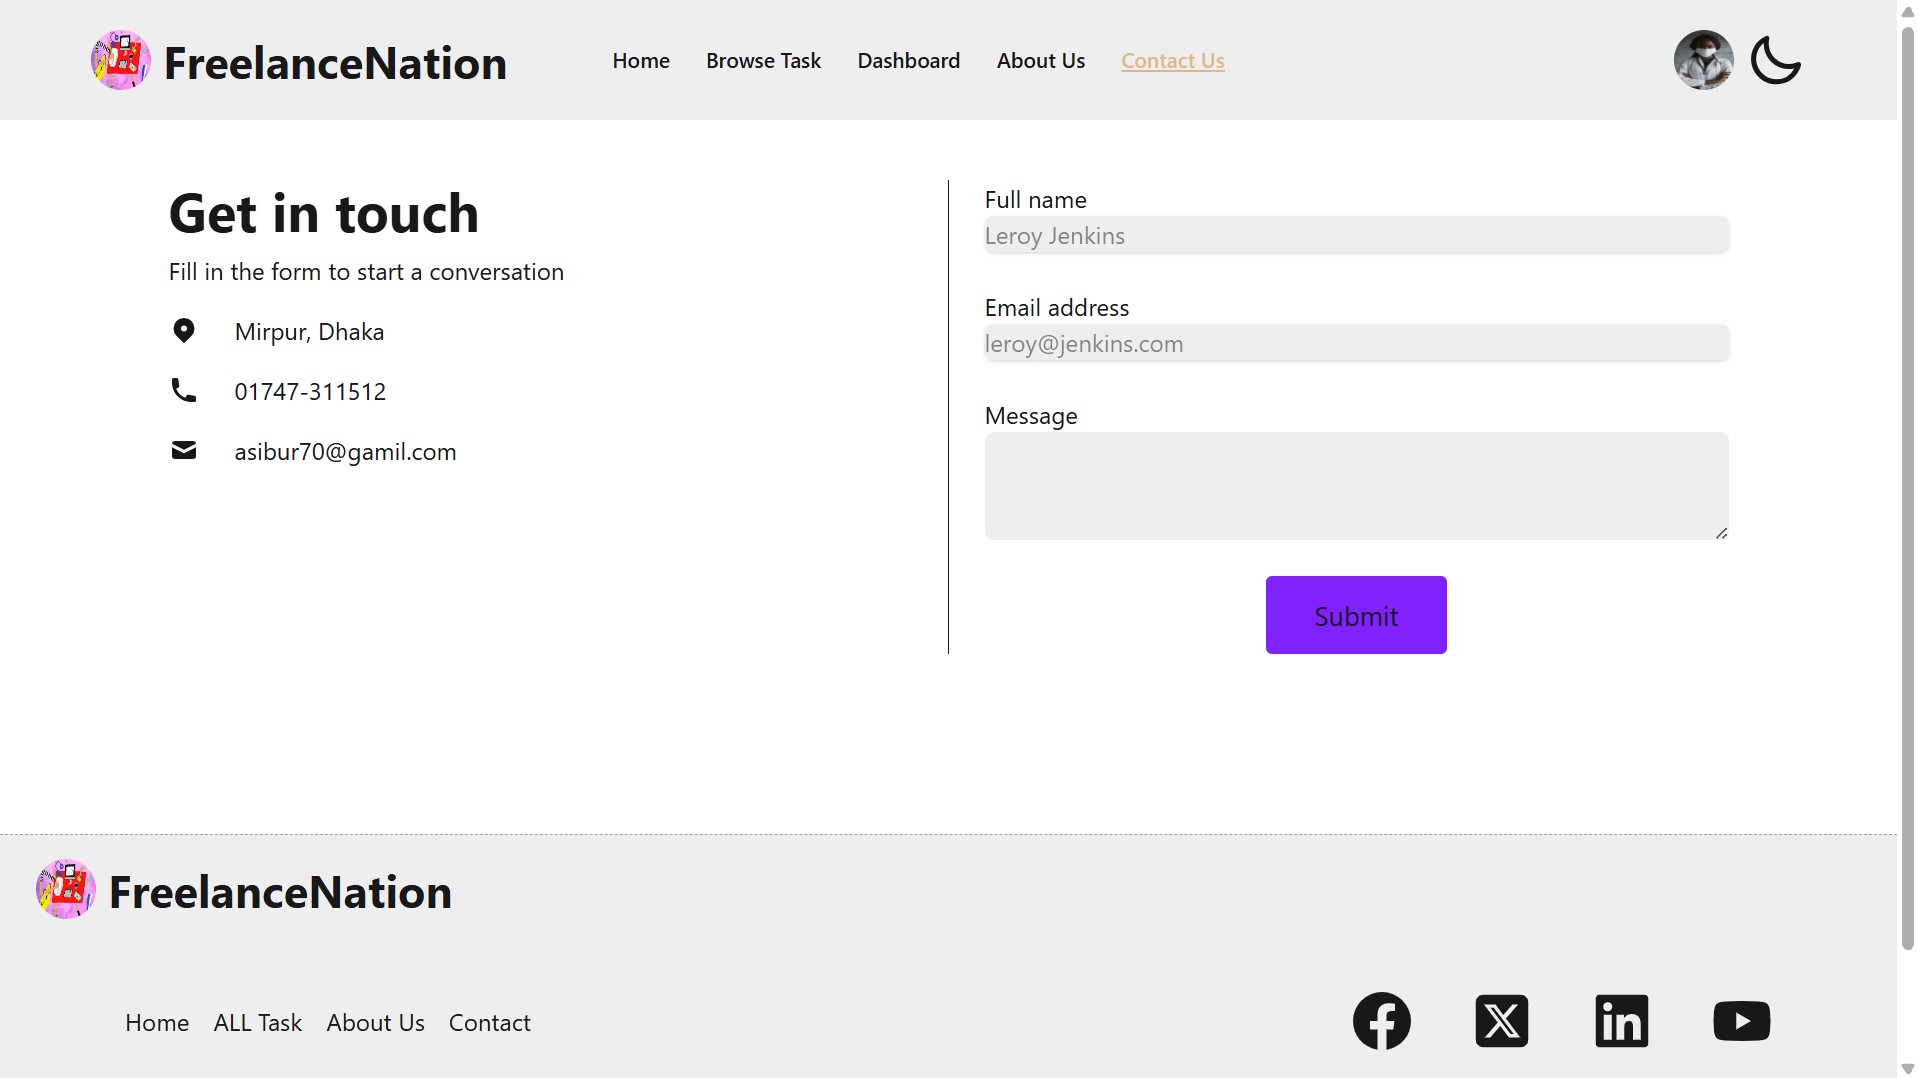 FreelanceNation
Home Browse Task Dashboard About Us Contact Us
Get in touch
Fill in the form to start a conversation
Mirpur, Dhaka
01747-311512
asibur70@gamil.com
Full name
Leroy Jenkins
Email address
leroy@jenkins.com
Message
Submit
FreelanceNation
Home ALL Task About Us Contact